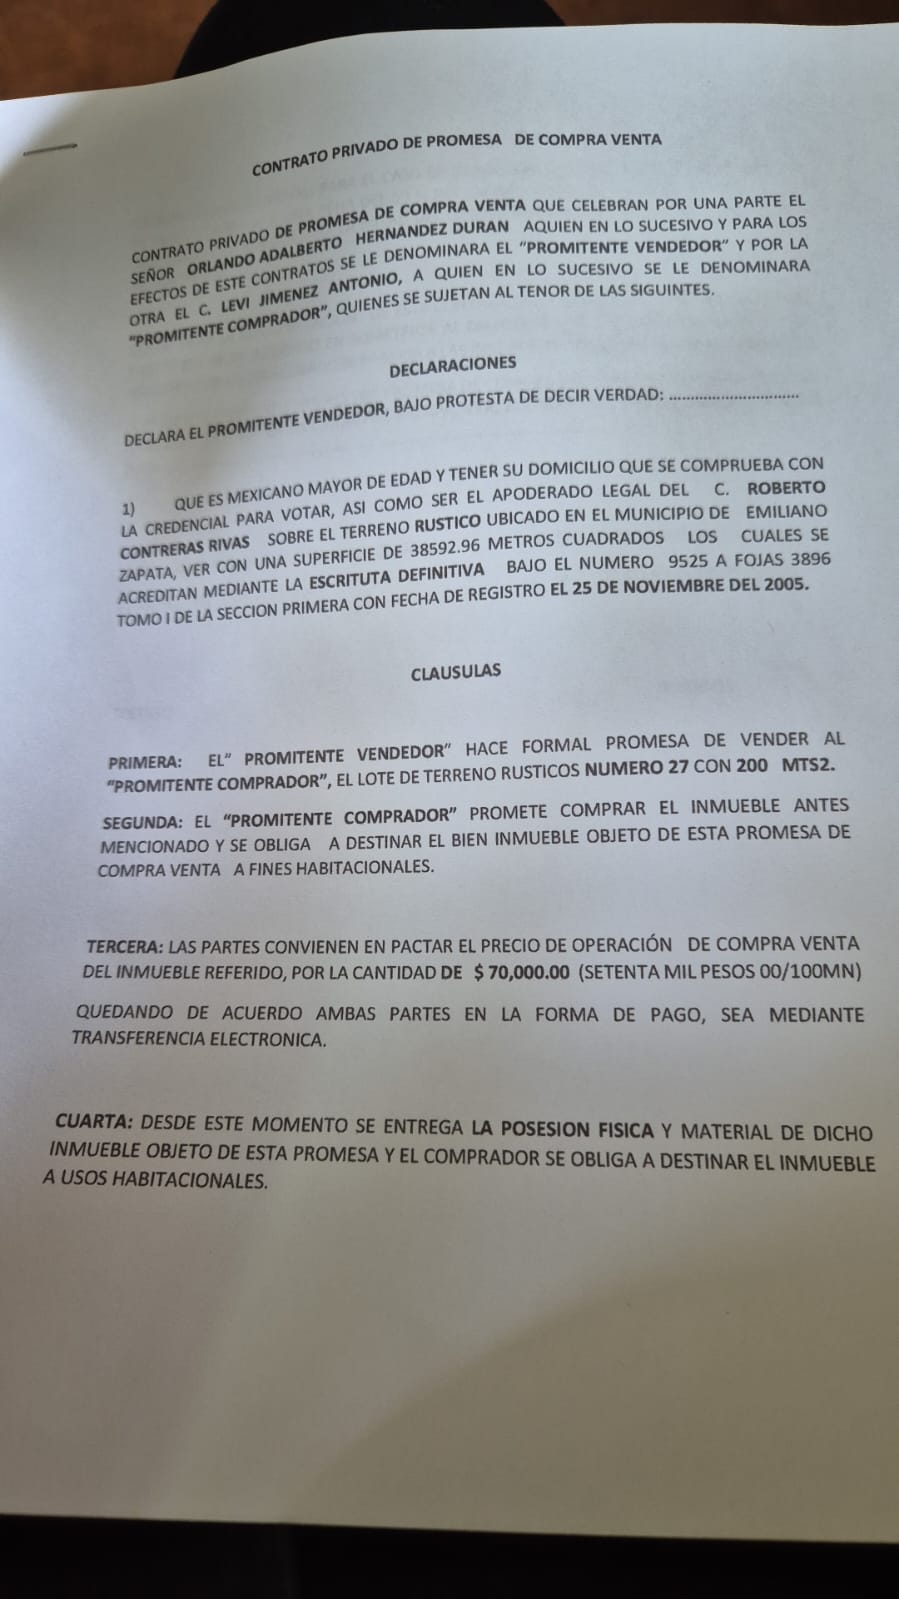 CONTRATO PRIVADO DE PROMESA DE COMPRA VENTA
CONTRATO PRIVADO DE PROMESA DE COMPRA VENTA QUE CELEBRAN POR UNA PARTE EL
SEÑOR ORLANDO ADALBERTO HERNANDEZ DURAN AQUIEN EN LO SUCESIVO Y PARA LOS
EFECTOS DE ESTE CONTRATOS SE LE DENOMINARA EL "PROMITENTE VENDEDOR" Y POR LA
OTRA EL C. LEVI JIMENEZ ANTONIO, A QUIEN EN LO SUCESIVO SE LE DENOMINARA
"PROMITENTE COMPRADOR", QUIENES SE SUJETAN AL TENOR DE LAS SIGUINTES.
DECLARACIONES
DECLARA EL PROMITENTE VENDEDOR, BAJO PROTESTA DE DECIR VERDAD: ..............................
1) QUE ES MEXICANO MAYOR DE EDAD Y TENER SU DOMICILIO QUE SE COMPRUEBA CON
LA CREDENCIAL PARA VOTAR, ASI COMO SER EL APODERADO LEGAL DEL C. ROBERTO
CONTRERAS RIVAS SOBRE EL TERRENO RUSTICO UBICADO EN EL MUNICIPIO DE EMILIANO
ZAPATA, VER CON UNA SUPERFICIE DE 38592.96 METROS CUADRADOS LOS CUALES SE
ACREDITAN MEDIANTE LA ESCRITUTA DEFINITIVA BAJO EL NUMERO 9525 A FOJAS 3896
TOMO I DE LA SECCION PRIMERA CON FECHA DE REGISTRO EL 25 DE NOVIEMBRE DEL 2005.
CLAUSULAS
PRIMERA: EL" PROMITENTE VENDEDOR" HACE FORMAL PROMESA DE VENDER AL
"PROMITENTE COMPRADOR", EL LOTE DE TERRENO RUSTICOS NUMERO 27 CON 200 MTS2.
SEGUNDA: EL "PROMITENTE COMPRADOR" PROMETE COMPRAR EL INMUEBLE ANTES
MENCIONADO Y SE OBLIGA A DESTINAR EL BIEN INMUEBLE OBJETO DE ESTA PROMESA DE
COMPRA VENTA A FINES HABITACIONALES.
TERCERA: LAS PARTES CONVIENEN EN PACTAR EL PRECIO DE OPERACIÓN DE COMPRA VENTA
DEL INMUEBLE REFERIDO, POR LA CANTIDAD DE $ 70,000.00 (SETENTA MIL PESOS 00/100MN)
QUEDANDO DE ACUERDO AMBAS PARTES EN LA FORMA DE PAGO, SEA MEDIANTE
TRANSFERENCIA ELECTRONICA.
CUARTA: DESDE ESTE MOMENTO SE ENTREGA LA POSESION FISICA Y MATERIAL DE DICHO
INMUEBLE OBJETO DE ESTA PROMESA Y EL COMPRADOR SE OBLIGA A DESTINAR EL INMUEBLE
A USOS HABITACIONALES.